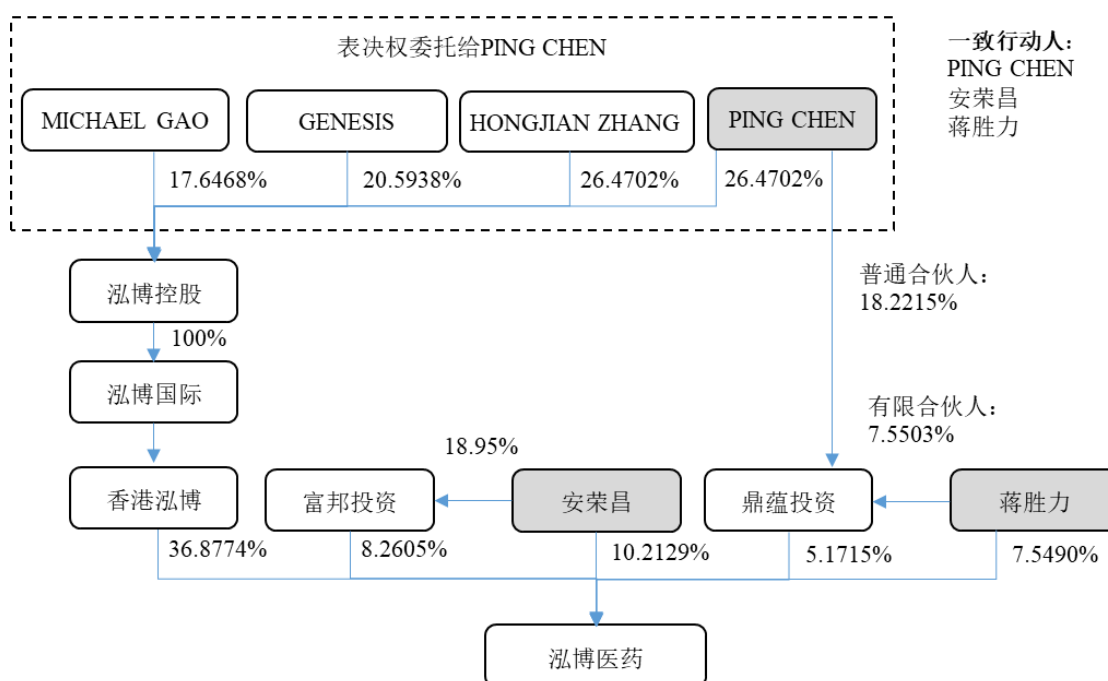 表决权委托给PING CHEN
一致行动人：
PING CHEN
安荣昌
蒋胜力
MICHAEL GAO
GENESIS
HONGJIAN ZHANG
PING CHEN
17.6468%
20.5938%
26.4702%
26.4702%
泓博控股
普通合伙人：
18.2215%
100%
泓博国际
有限合伙人：
7.5503%
18.95%
香港泓博
富邦投资
安荣昌
鼎蕴投资
蒋胜力
36.8774%
8.2605%
10.2129%
5.1715%
7.5490%
泓博医药